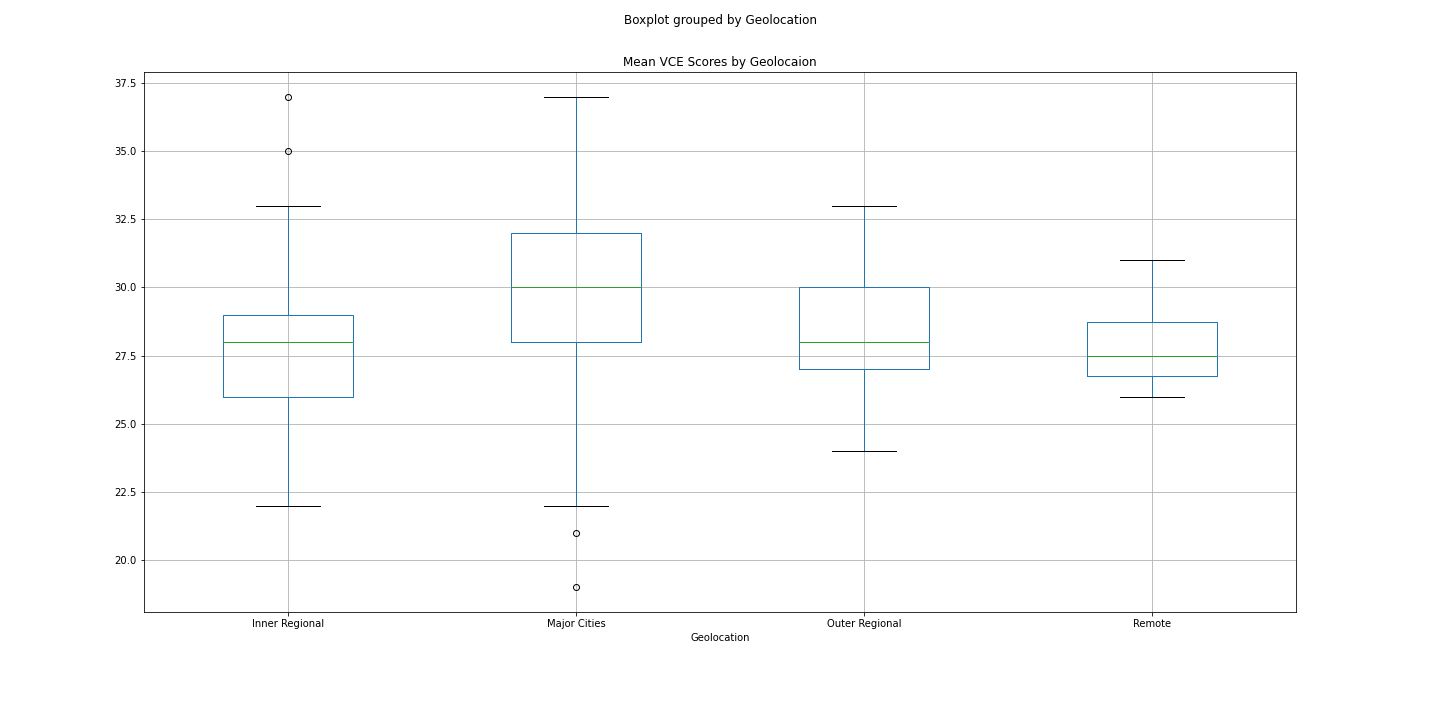 Boxplot grouped by Geolocation
Mean VCE Scores by Geolocaion
37.5
35.0
32.5
30.0
27.5
25.0
22.5
20.0
Inner Regional Major Cities Outer Regional Remote
Geolocation